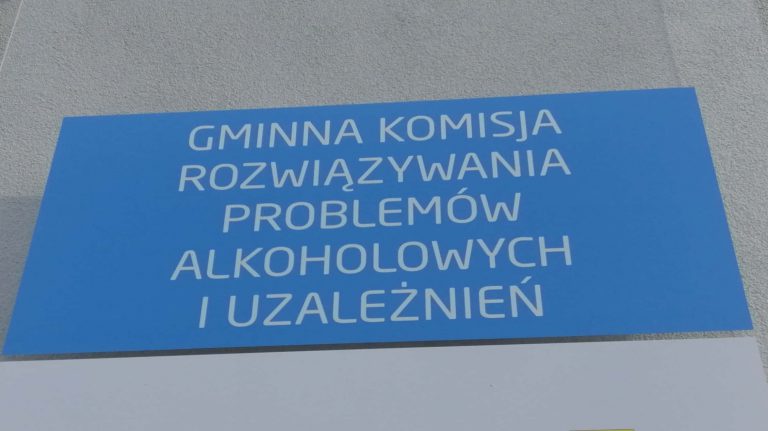 GMINNA KOMISJA
ROZWIĄZYWANIA
PROBLEMÓW
ALKOHOLOWYCH
I UZALEŻNIEŃ